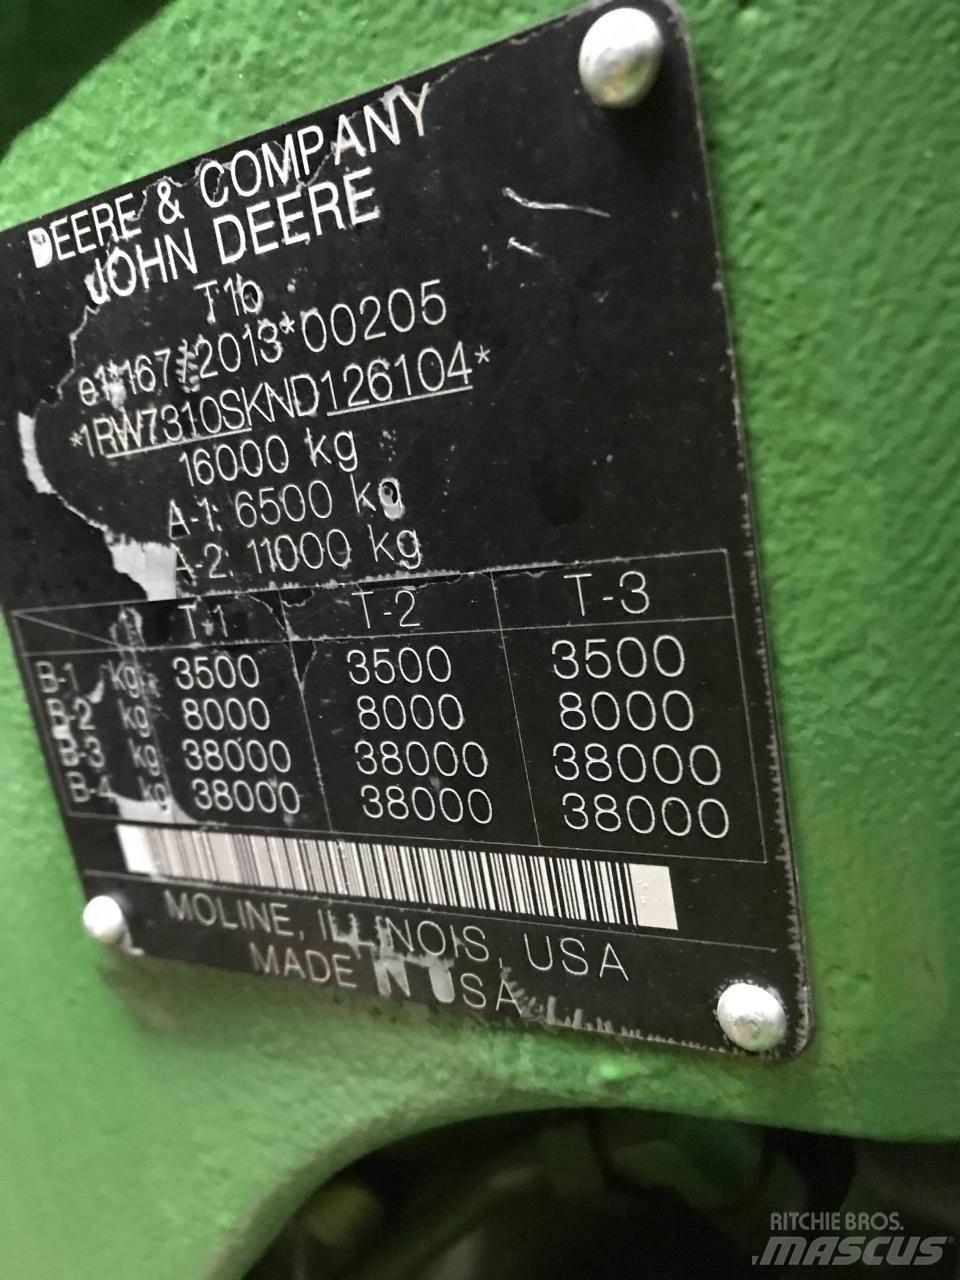 DEERE & COMPANY
JOHN DEERE
T1b
e1*167/2013*00205
*1RW7310SKND126104*
16000 kg
A-1: 6500 kg
A-2: 11000 kg
T-1 T-2 T-3
B-1 kg 3500 3500 3500
B-2 kg 8000 8000 8000
B-3 kg 38000 38000 38000
B-4 kg 38000 38000 38000
MOLINE, ILLINOIS, USA
MADE IN USA
RITCHIE BROS.
MASCUS